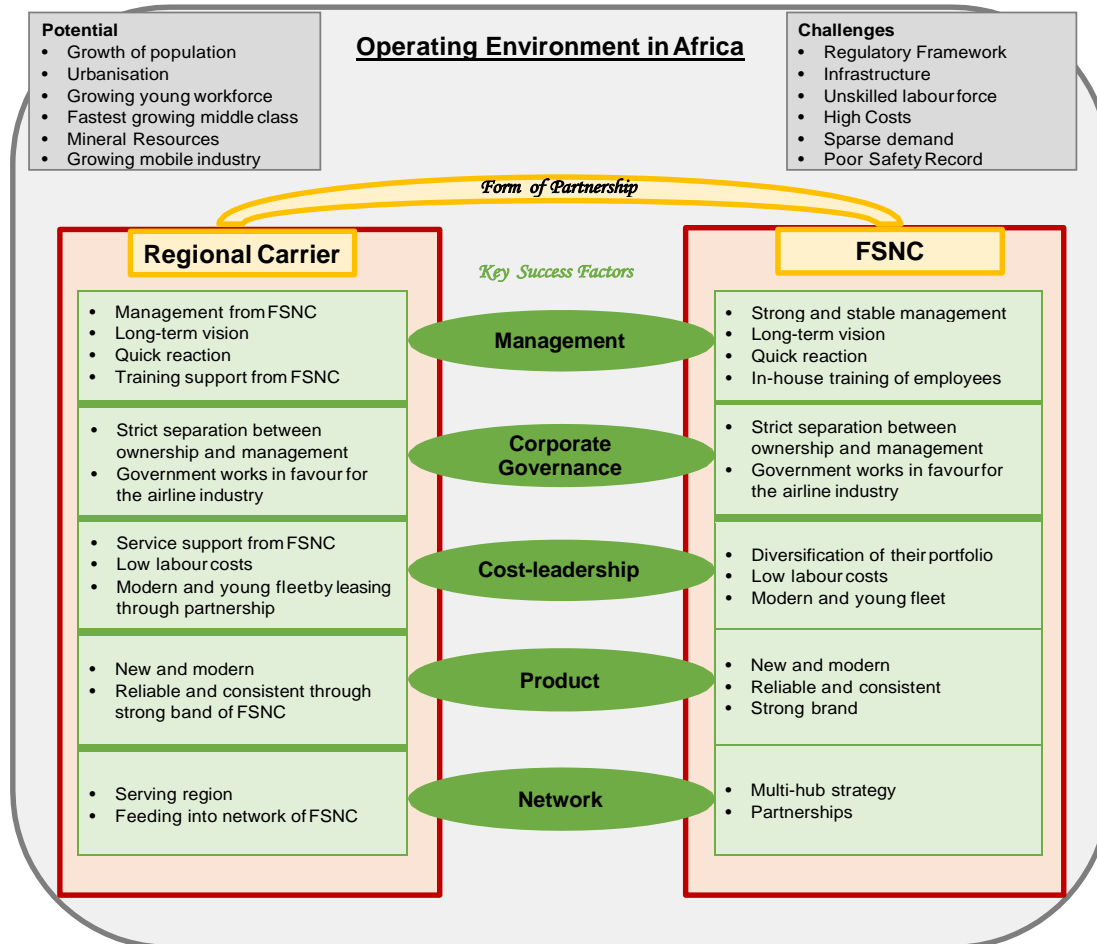 Potential
• Growth of population
• Urbanisation
• Growing young workforce
• Fastest growing middle class
• Mineral Resources
• Growing mobile industry
Operating Environment in Africa
Challenges
• Regulatory Framework
• Infrastructure
• Unskilled labour force
• High Costs
• Sparse demand
• Poor Safety Record
Form of Partnership
Regional Carrier
FSNC
Key Success Factors
• Management from FSNC
• Long-term vision
• Quick reaction
• Training support from FSNC
Management
• Strong and stable management
• Long-term vision
• Quick reaction
• In-house training of employees
• Strict separation between
ownership and management
• Government works in favour for
the airline industry
Corporate
Governance
• Strict separation between
ownership and management
• Government works in favour for
the airline industry
• Service support from FSNC
• Low labour costs
• Modern and young fleetby leasing
through partnership
Cost-leadership
• Diversification of their portfolio
• Low labour costs
• Modern and young fleet
• New and modern
• Reliable and consistent through
strong band of FSNC
Product
• New and modern
• Reliable and consistent
• Strong brand
• Serving region
• Feeding into network of FSNC
Network
• Multi-hub strategy
• Partnerships